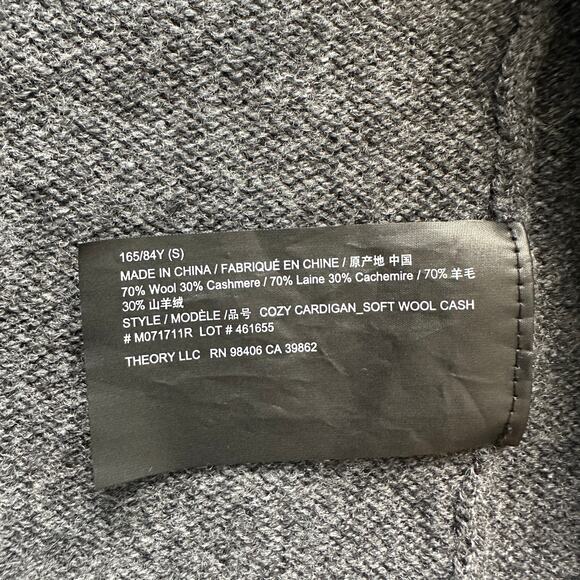 165/84Y (S)
MADE IN CHINA / FABRIQUÉ EN CHINE / 原产地 中国
70% Wool 30% Cashmere / 70% Laine 30% Cachemire / 70% 羊毛
30% 山羊绒
STYLE / MODÈLE /品号 COZY CARDIGAN_SOFT WOOL CASH
# M071711R LOT # 461655
THEORY LLC RN 98406 CA 39862